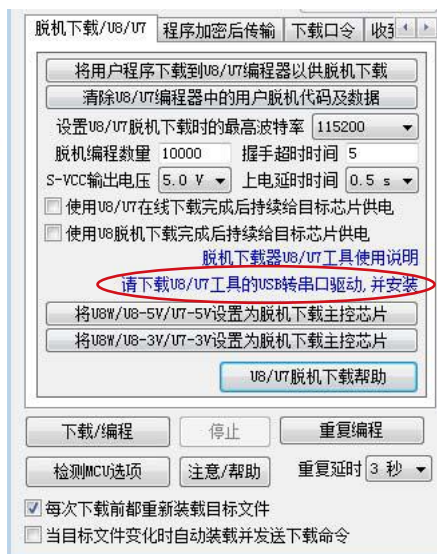 脱机下载/U8/U7 程序加密后传输 下载口令
将用户程序下载到U8/U7编程器以供脱机下载
清除U8/U7编程器中的用户脱机代码及数据
设置U8/U7脱机下载时的最高波特率 115200
脱机编程数量 10000 握手超时时间 5
S-VCC输出电压 5.0 V 上电延时时间 0.5 s
使用U8/U7在线下载完成后持续给目标芯片供电
使用U8脱机下载完成后持续给目标芯片供电
脱机下载器U8/U7工具使用说明
请下载U8/U7工具的USB转串口驱动,并安装
将U8W/U8-5V/U7-5V设置为脱机下载主控芯片
将U8W/U8-3V/U7-3V设置为脱机下载主控芯片
U8/U7脱机下载帮助
下载/编程 停止 重复编程
检测MCU选项 注意/帮助 重复延时 3 秒
每次下载前都重新装载目标文件
当目标文件变化时自动装载并发送下载命令